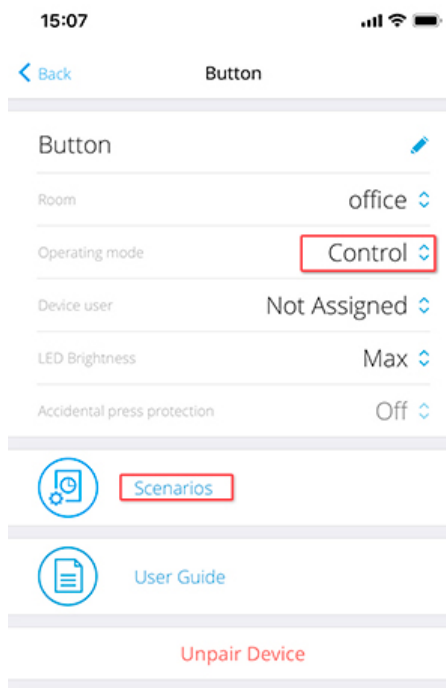 15:07
Back Button
Button
Room office
Operating mode Control
Device user Not Assigned
LED Brightness Max
Accidental press protection Off
Scenarios
User Guide
Unpair Device